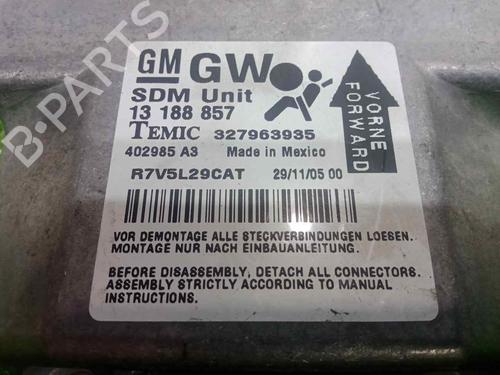 B-PARTS
GM GW
SDM Unit
13 188 857
TEMIC 327963935
402985 A3 Made in Mexico
R7V5L29CAT 29/11/05 00
VORNE
FORWARD
VOR DEMONTAGE ALLE STECKVERBINDUNGEN LOESEN.
MONTAGE NUR NACH EINBAUANLEITUNG.
BEFORE DISASSEMBLY, DETACH ALL CONNECTORS.
ASSEMBLE STRICTLY ACCORDING TO MANUAL
INSTRUCTIONS.